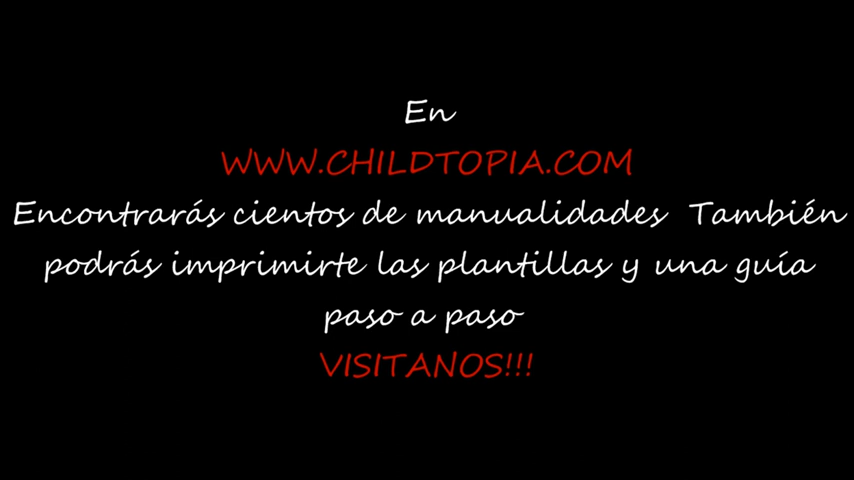 En
WWW.CHILDTOPIA.COM
Encontrarás cientos de manualidades También
podrás imprimirte las plantillas y una guía
paso a paso
VISITANOS!!!